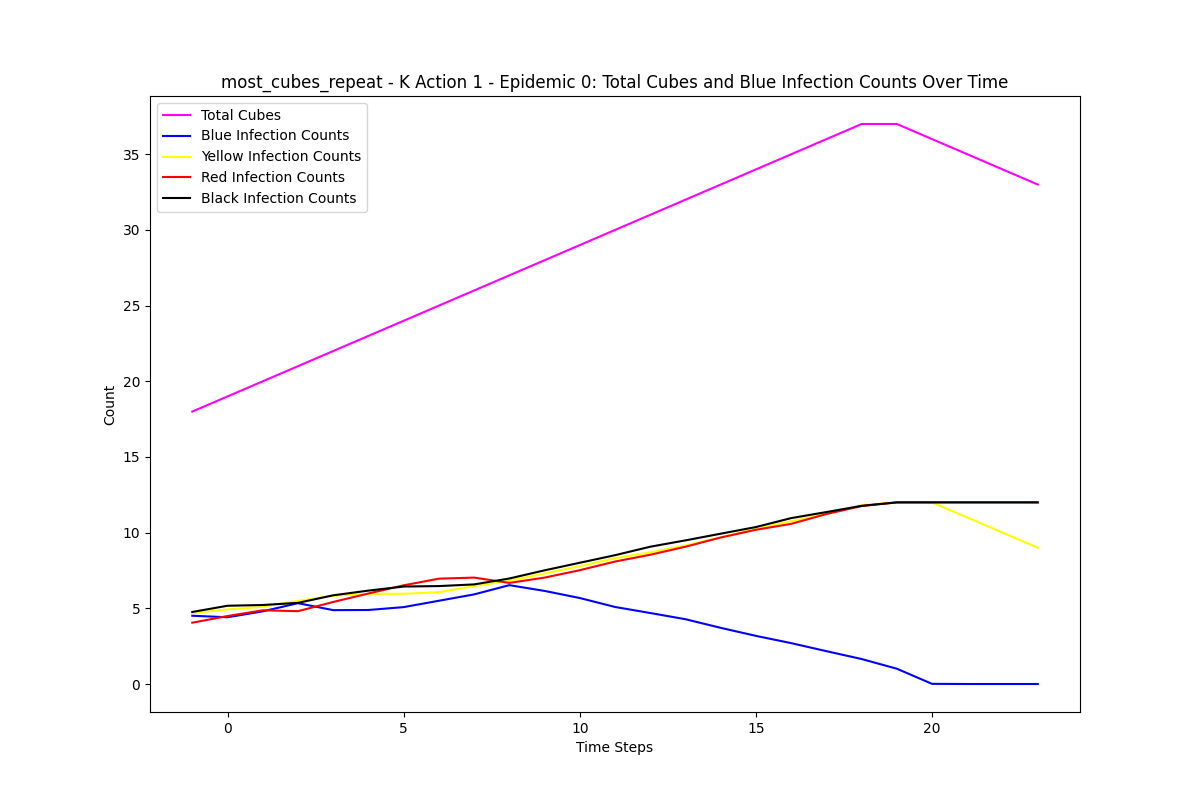 most_cubes_repeat - K Action 1 - Epidemic 0: Total Cubes and Blue Infection Counts Over Time
Total Cubes
Blue Infection Counts
Yellow Infection Counts
Red Infection Counts
Black Infection Counts
Count
35
30
25
20
15
10
5
0
0 5 10 15 20
Time Steps